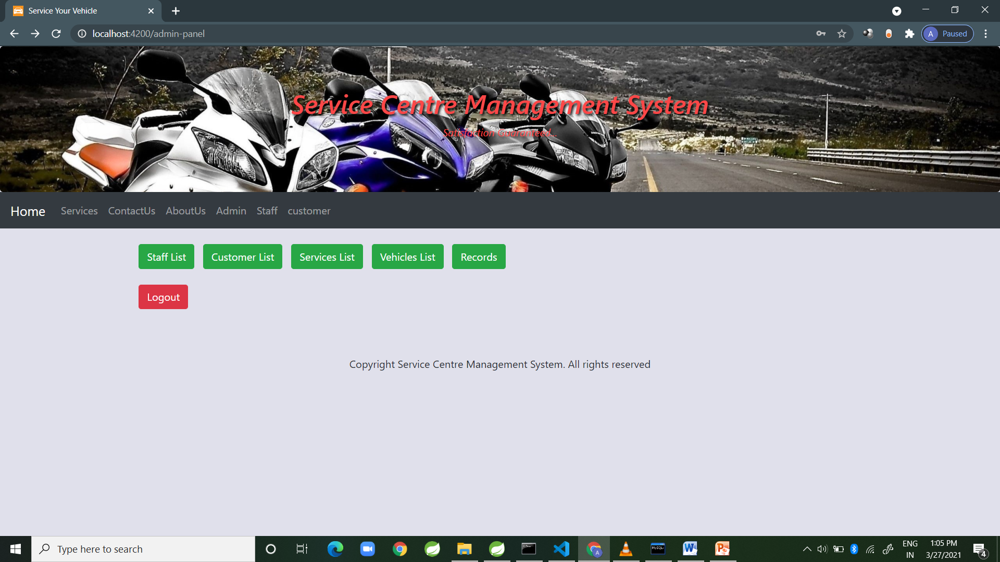 Service Your Vehicle
localhost:4200/admin-panel
A Paused
Service Centre Management System
Satisfaction Guaranteed...
Home Services ContactUs AboutUs Admin Staff customer
Staff List Customer List Services List Vehicles List Records
Logout
Copyright Service Centre Management System. All rights reserved
Type here to search
ENG 1:05 PM
IN 3/27/2021 4